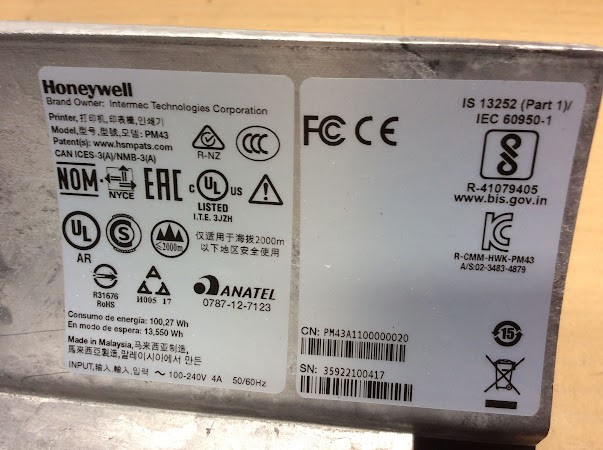 Honeywell
Brand Owner: Intermec Technologies Corporation
Printer,打印机,印表機,인쇄기
Model,型号,型號,모델: PM43
Patent(s): www.hsmpats.com
CAN ICES-3(A)/NMB-3(A)
R-NZ
CCC
NOM
NYCE
EAC
c UL US
LISTED
I.T.E. 3JZH
UL
AR
S
≤2000m
仅适用于海拔2000m
以下地区安全使用
R31676
RoHS
H005 17
ANATEL
0787-12-7123
Consumo de energía: 100,27 Wh
En modo de espera: 13,550 Wh
Made in Malaysia,马来西亚制造,
馬來西亞製造,말레이시아에서 만든
INPUT,输入,輸入,입력 ～ 100-240V 4A 50/60Hz
FC CE
IS 13252 (Part 1)/
IEC 60950-1
R-41079405
www.bis.gov.in
R-CMM-HWK-PM43
A/S:02-3483-4879
CN: PM43A1100000020
15
SN: 35922100417